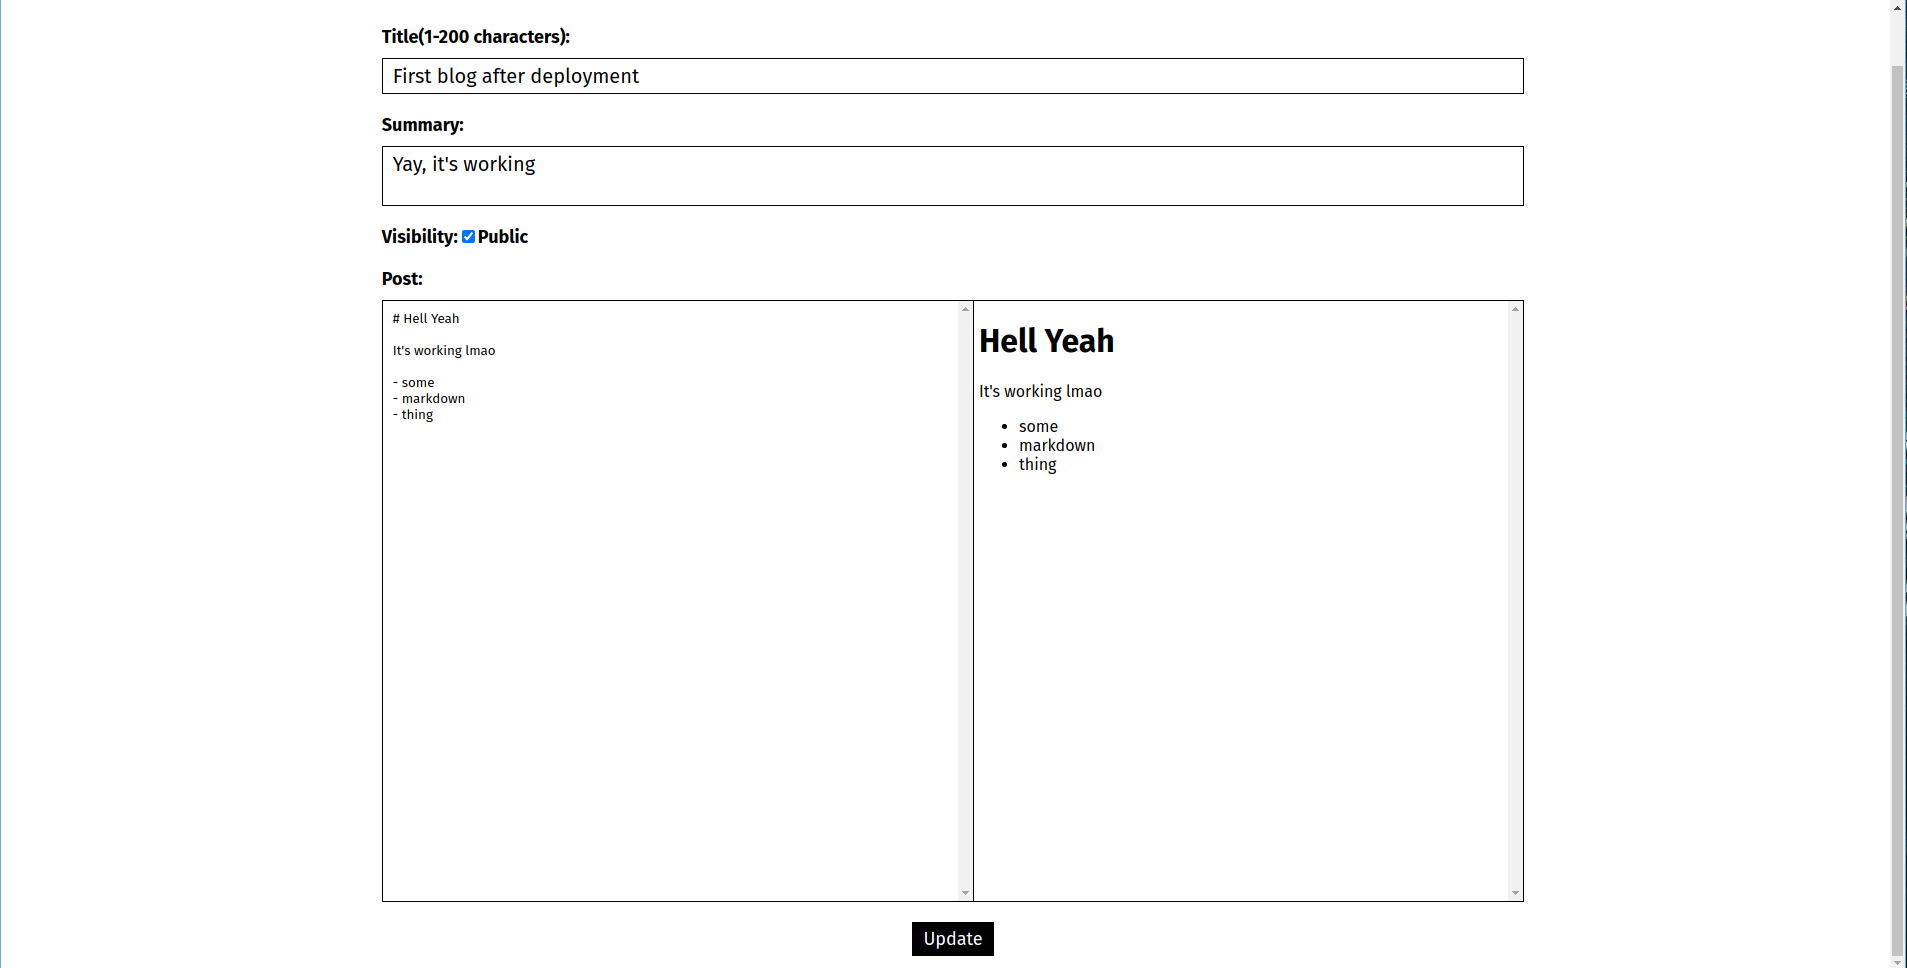 Title(1-200 characters):
First blog after deployment
Summary:
Yay, it's working
Visibility: Public
Post:
# Hell Yeah
It's working lmao
- some
- markdown
- thing
Hell Yeah
It's working lmao
• some
• markdown
• thing
Update